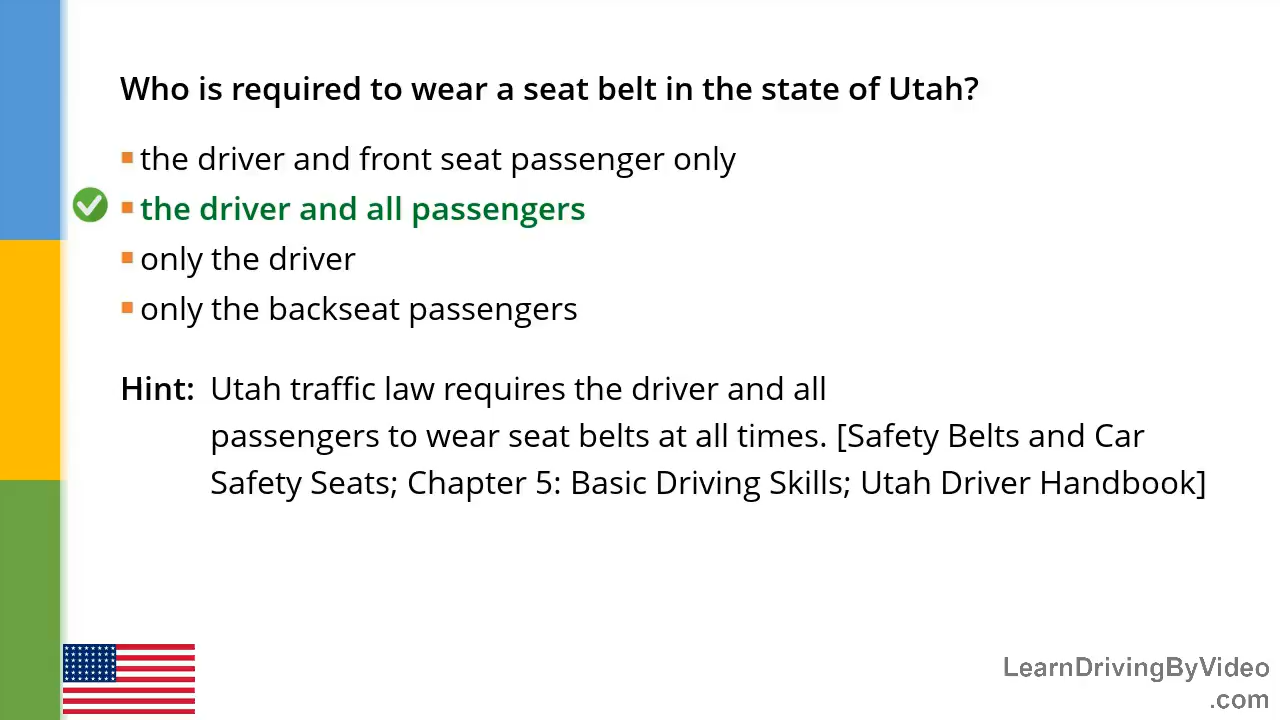 Who is required to wear a seat belt in the state of Utah?
the driver and front seat passenger only
the driver and all passengers
only the driver
only the backseat passengers
Hint: Utah traffic law requires the driver and all
passengers to wear seat belts at all times. [Safety Belts and Car
Safety Seats; Chapter 5: Basic Driving Skills; Utah Driver Handbook]
LearnDrivingByVideo
.com